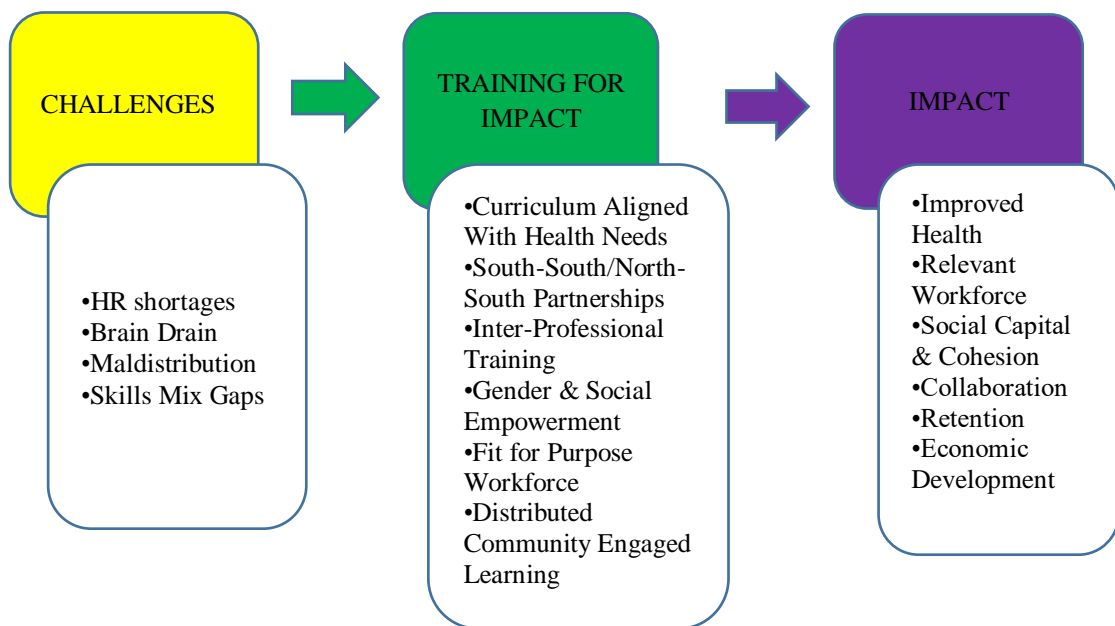 CHALLENGES
•HR shortages
•Brain Drain
•Maldistribution
•Skills Mix Gaps
TRAINING FOR
IMPACT
•Curriculum Aligned
With Health Needs
•South-South/North-
South Partnerships
•Inter-Professional
Training
•Gender & Social
Empowerment
•Fit for Purpose
Workforce
•Distributed
Community Engaged
Learning
IMPACT
•Improved
Health
•Relevant
Workforce
•Social Capital
& Cohesion
•Collaboration
•Retention
•Economic
Development